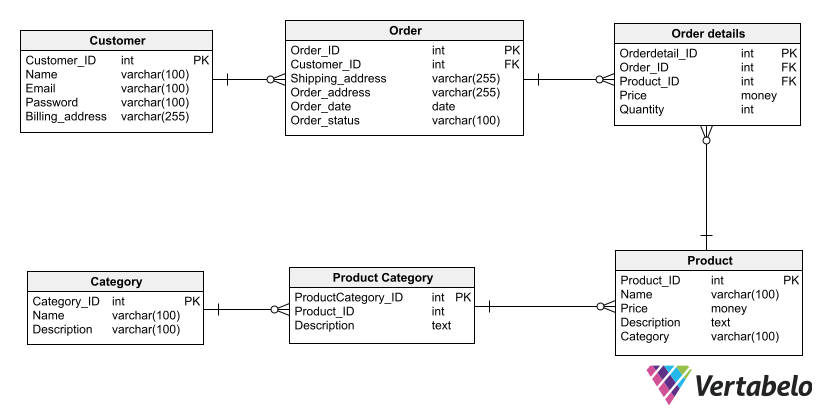 Customer
Customer_ID int PK
Name varchar(100)
Email varchar(100)
Password varchar(100)
Billing_address varchar(255)
Order
Order_ID int PK
Customer_ID int FK
Shipping_address varchar(255)
Order_address varchar(255)
Order_date date
Order_status varchar(100)
Order details
Orderdetail_ID int PK
Order_ID int FK
Product_ID int FK
Price money
Quantity int
Category
Category_ID int PK
Name varchar(100)
Description varchar(100)
Product Category
ProductCategory_ID int PK
Product_ID int
Description text
Product
Product_ID int PK
Name varchar(100)
Price money
Description text
Category varchar(100)
Vertabelo